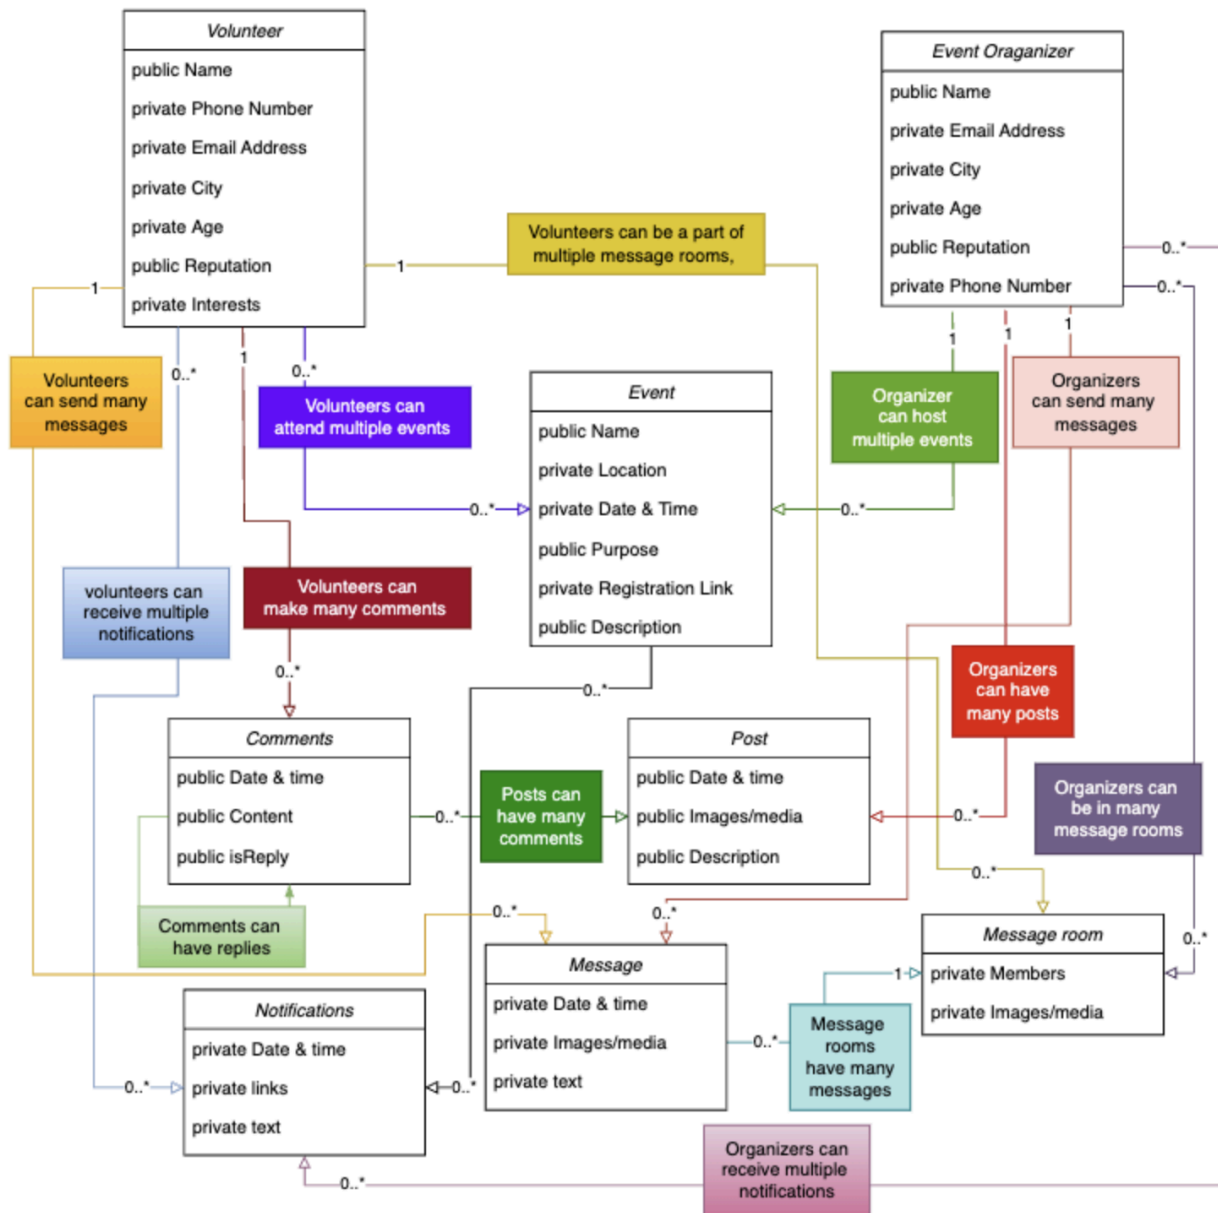 Volunteer
public Name
private Phone Number
private Email Address
private City
private Age
public Reputation
private Interests
Event Oraganizer
public Name
private Email Address
private City
private Age
public Reputation
private Phone Number
Volunteers can be a part of
multiple message rooms,
1
1
0..*
0..*
1
0..*
1
1
1
0..*
Volunteers
can send many
messages
Volunteers can
attend multiple events
Event
public Name
private Location
private Date & Time
public Purpose
private Registration Link
public Description
Organizer
can host
multiple events
Organizers
can send many
messages
0..*
0..*
volunteers can
receive multiple
notifications
Volunteers can
make many comments
0..*
0..*
Organizers
can have
many posts
Comments
public Date & time
public Content
public isReply
0..*
Posts can
have many
comments
Post
public Date & time
public Images/media
public Description
0..*
Organizers can
be in many
message rooms
Comments can
have replies
0..*
0..*
0..*
0..*
Message
private Date & time
private Images/media
private text
Message room
private Members
private Images/media
1
0..*
Message
rooms
have many
messages
Notifications
private Date & time
private links
private text
0..*
0..*
0..*
Organizers can
receive multiple
notifications